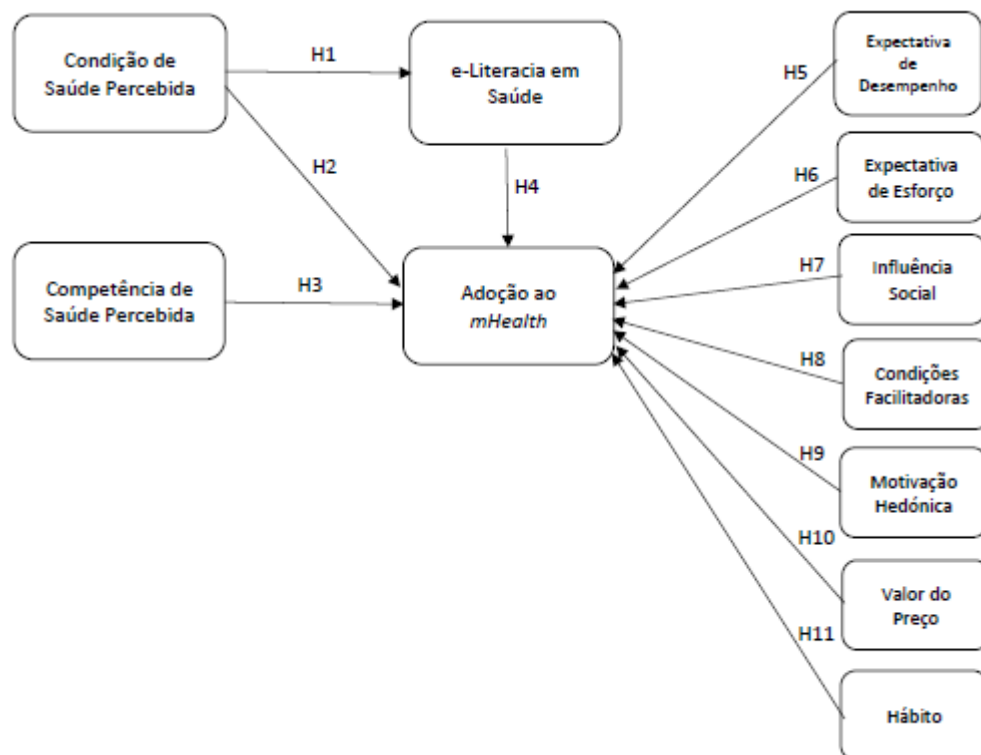 Condição de
Saúde Percebida
H1
e-Literacia em
Saúde
Expectativa
de
Desempenho
H5
H2
H4
H6
Expectativa
de Esforço
Competência de
Saúde Percebida
H3
Adoção ao
mHealth
H7
Influência
Social
H8
Condições
Facilitadoras
H9
Motivação
Hedónica
H10
Valor do
Preço
H11
Hábito